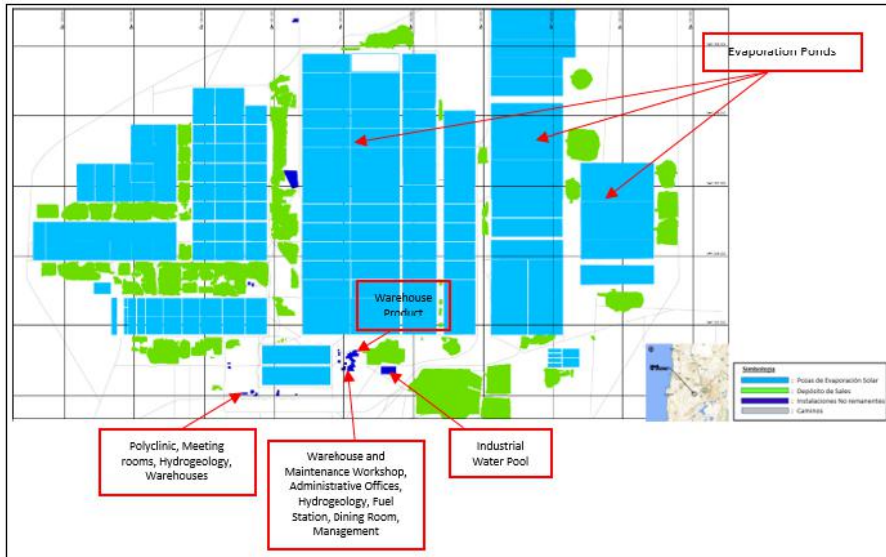 Evaporation Ponds
Warehouse
Product
Polyclinic, Meeting
rooms, Hydrogeology,
Warehouses
Warehouse and
Maintenance Workshop,
Administrative Offices,
Hydrogeology, Fuel
Station, Dining Room,
Management
Industrial
Water Pool
Simbología
: Pozas de Evaporación Solar
: Depósito de Sales
: Instalaciones No remanentes
: Caminos